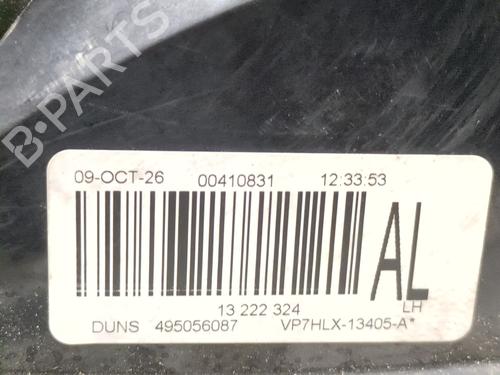 B-PARTS
09-OCT-26 00410831 12:33:53
AL
13 222 324
LH
DUNS 495056087 VP7HLX-13405-A*